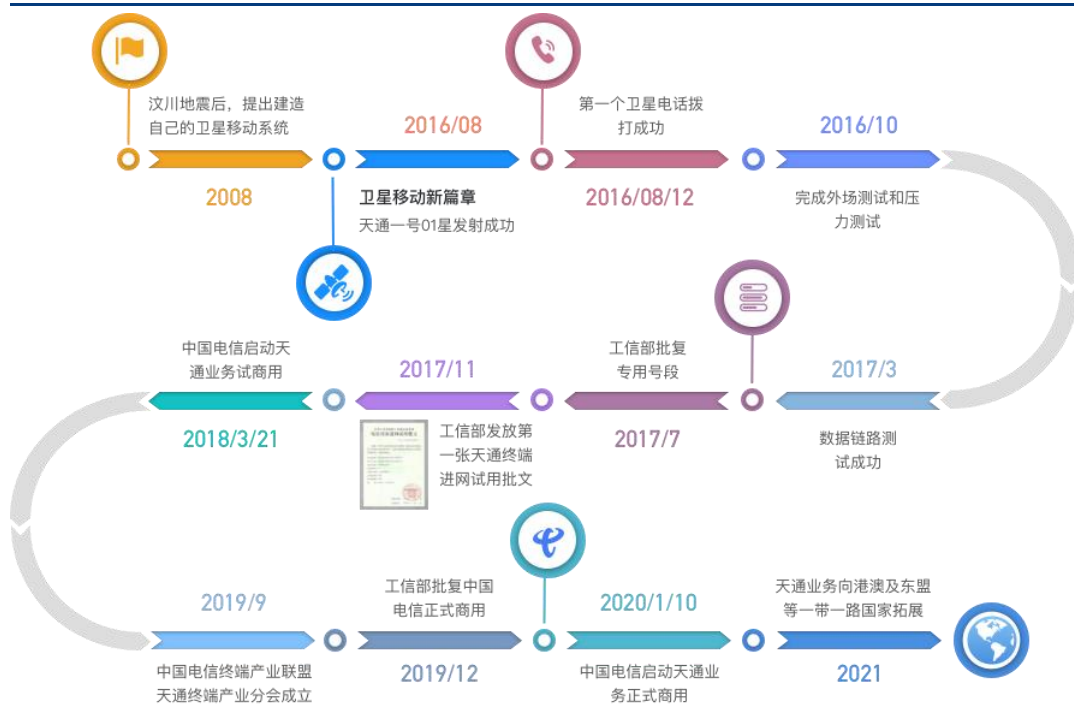 汶川地震后，提出建造
自己的卫星移动系统
2008
2016/08
卫星移动新篇章
天通一号01星发射成功
第一个卫星电话拨
打成功
2016/08/12
2016/10
完成外场测试和压
力测试
2017/3
数据链路测
试成功
工信部批复
专用号段
2017/7
2017/11
工信部发放第
一张天通终端
进网试用批文
中国电信启动天
通业务试商用
2018/3/21
2019/9
中国电信终端产业联盟
天通终端产业分会成立
工信部批复中国
电信正式商用
2019/12
2020/1/10
中国电信启动天通业
务正式商用
天通业务向港澳及东盟
等一带一路国家拓展
2021